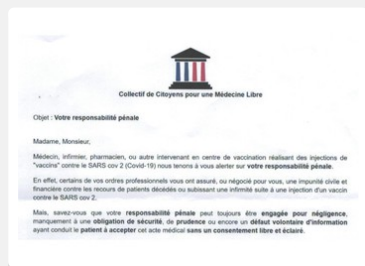 Collectif de Citoyens pour une Médecine Libre
Objet : Votre responsabilité pénale
Madame, Monsieur,
Médecin, infirmier, pharmacien, ou autre intervenant en centre de vaccination réalisant des injections de
"vaccins" contre le SARS cov 2 (Covid-19) nous tenons à vous alerter sur votre responsabilité pénale.
En effet, certains de vos ordres professionnels vous ont assuré, ou négocié pour vous, une impunité civile et
financière contre les recours de patients décédés ou subissant une infirmité suite à une injection d'un vaccin
contre le SARS cov 2.
Mais, savez-vous que votre responsabilité pénale peut toujours être engagée pour négligence,
manquement à une obligation de sécurité, de prudence ou encore un défaut volontaire d'information
ayant conduit le patient à accepter cet acte médical sans un consentement libre et éclairé.